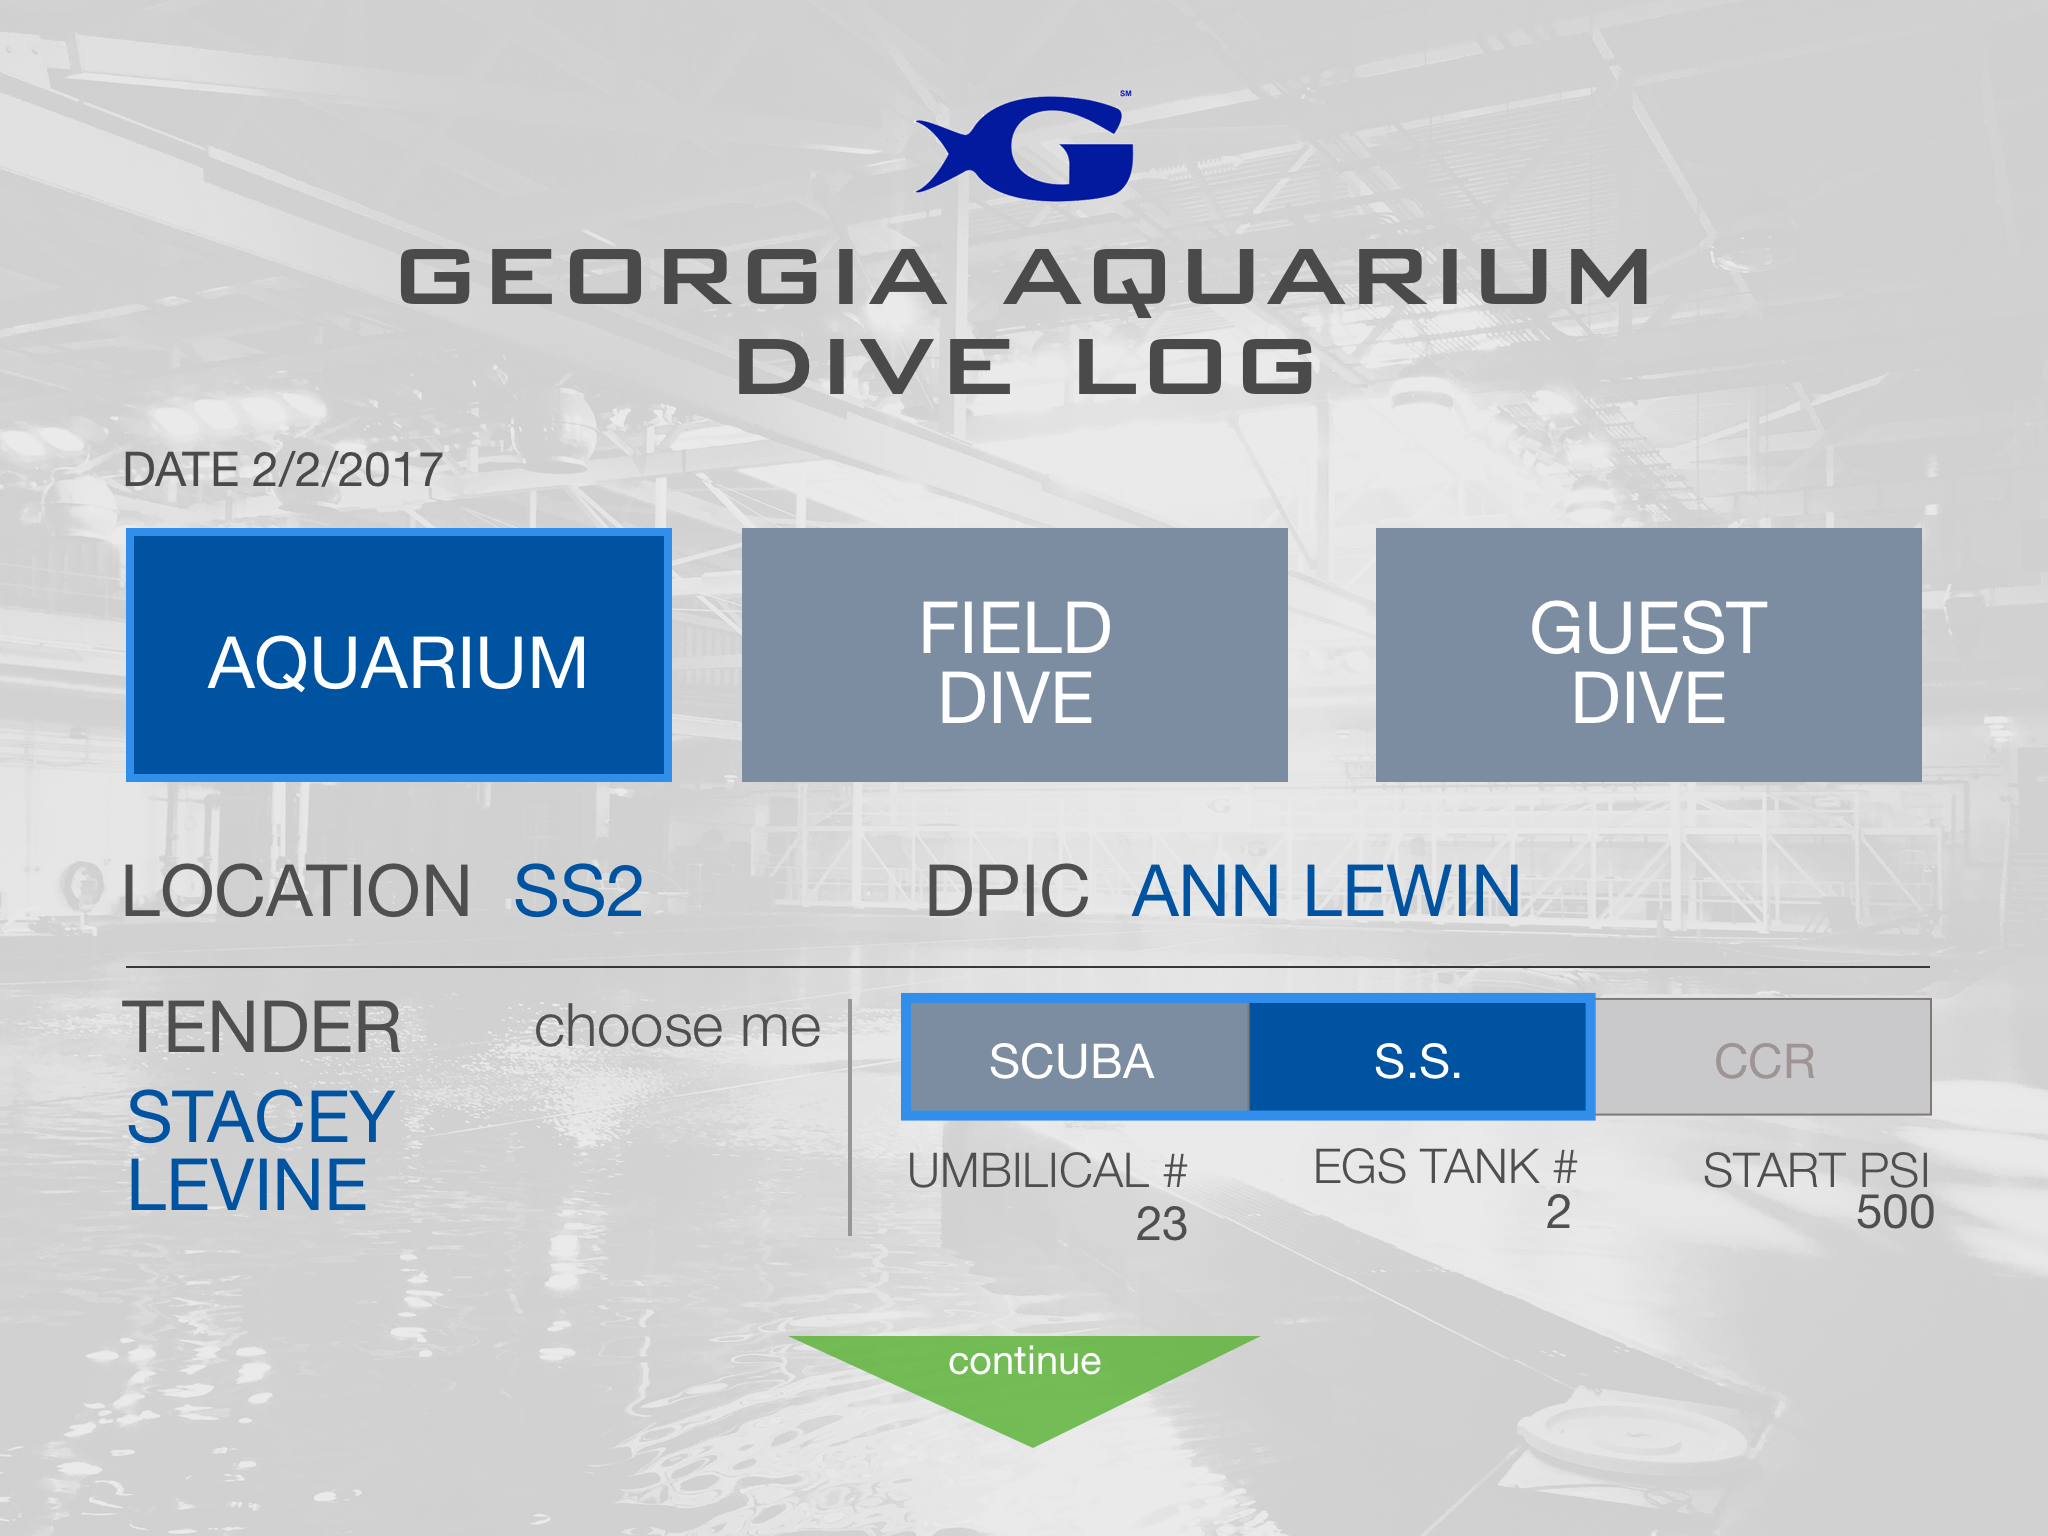 G SM
GEORGIA AQUARIUM
DIVE LOG
DATE 2/2/2017
AQUARIUM
FIELD
DIVE
GUEST
DIVE
LOCATION SS2
DPIC ANN LEWIN
TENDER
choose me
STACEY
LEVINE
SCUBA
S.S.
CCR
UMBILICAL #
23
EGS TANK #
2
START PSI
500
continue